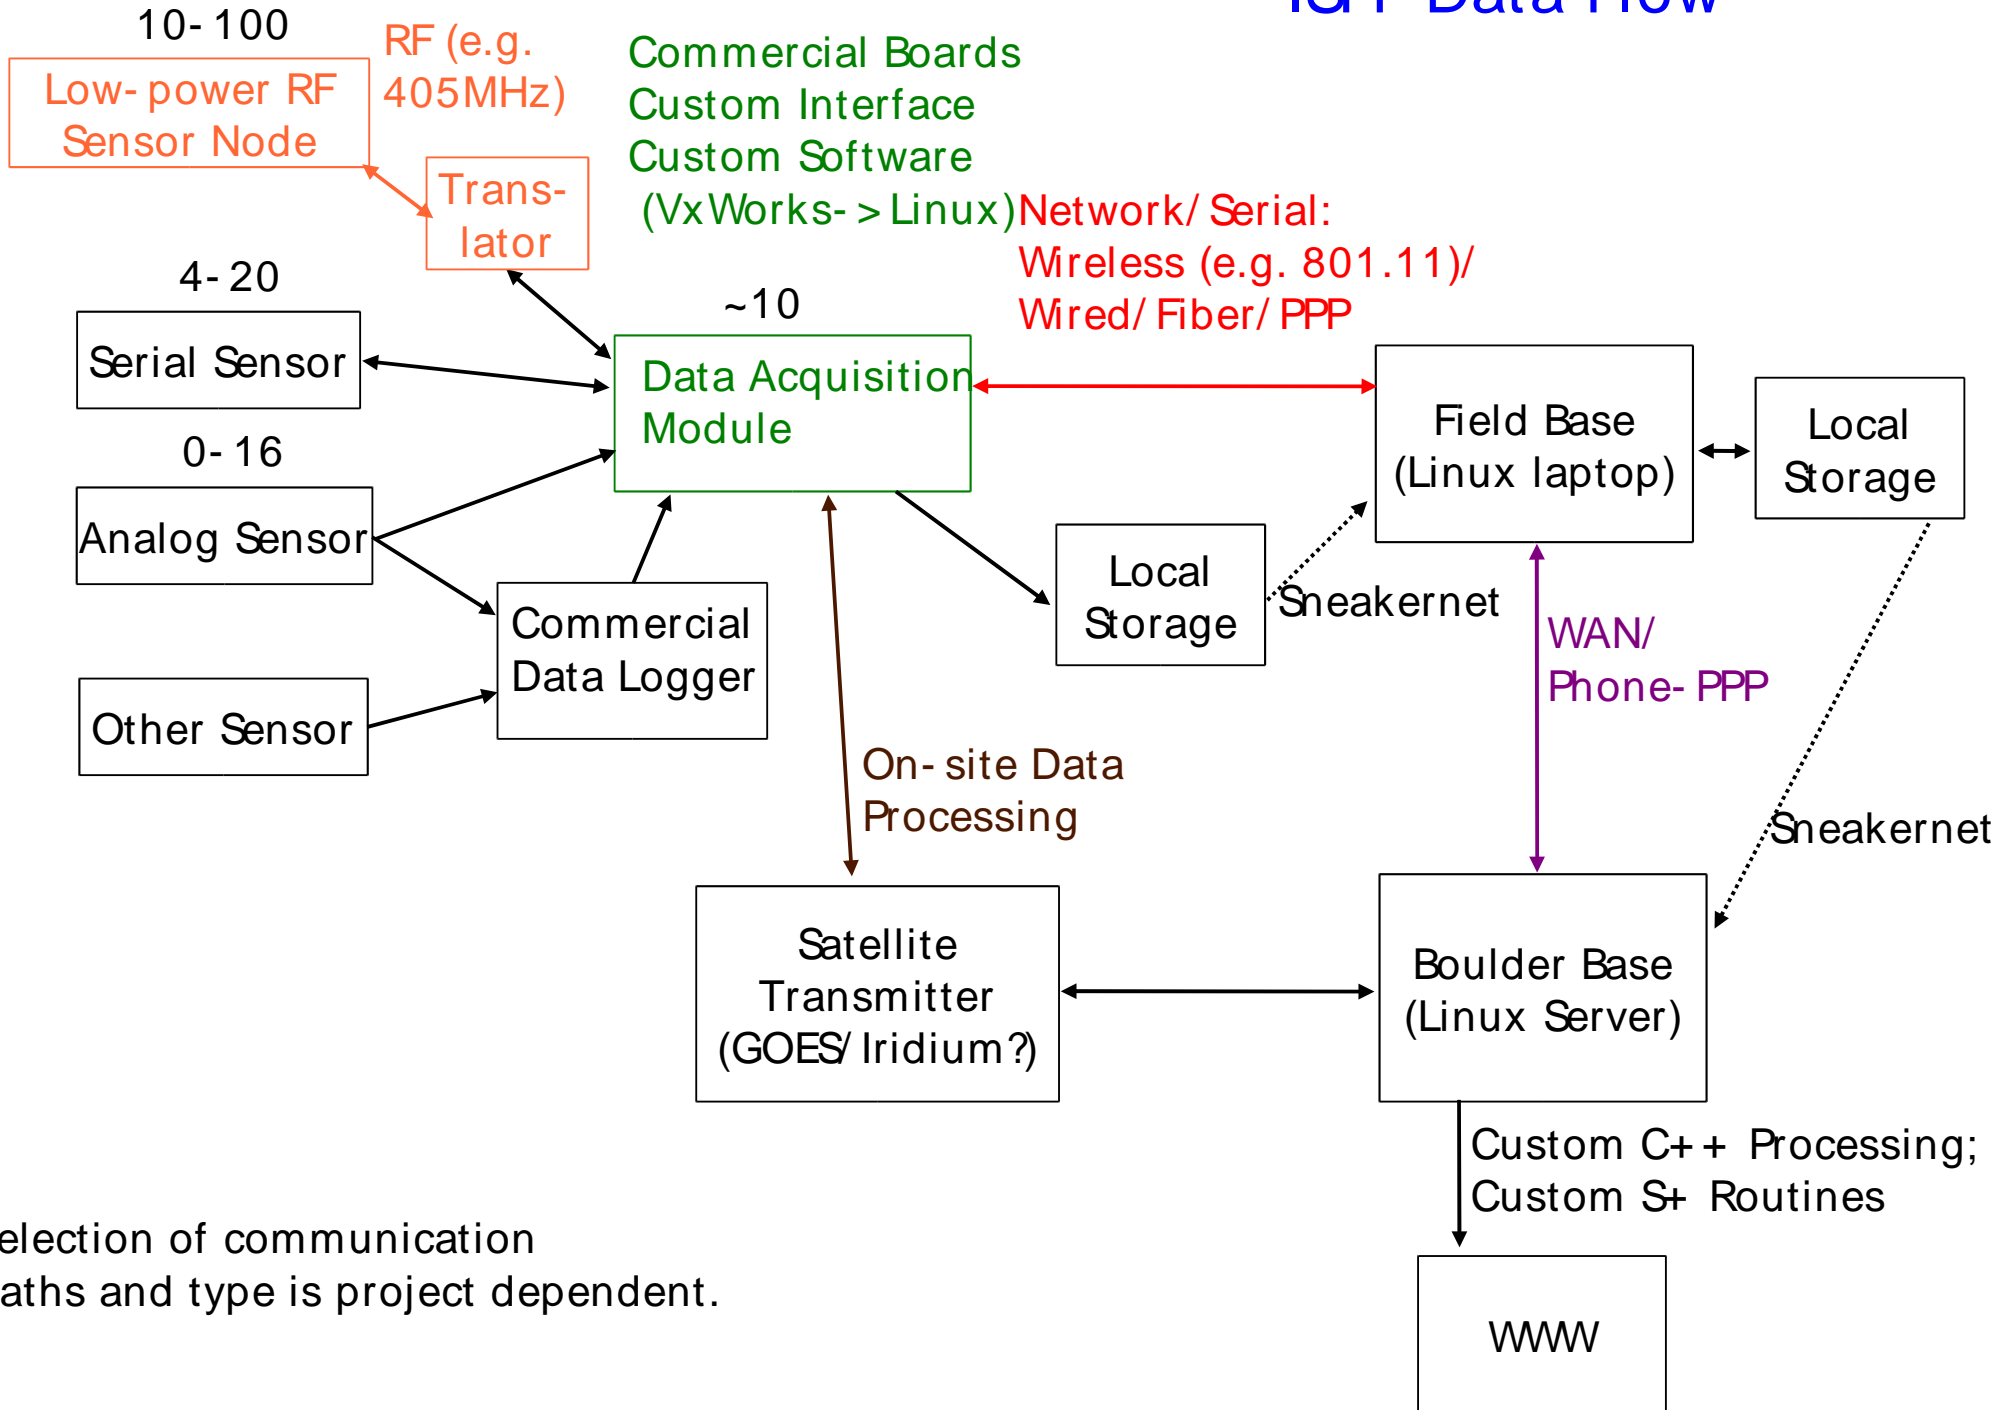 Data Flow
10-100
RF (e.g.
405MHz)
Low-power RF
Sensor Node
Trans-
lator
Commercial Boards
Custom Interface
Custom Software
(VxWorks->Linux)
Network/Serial:
Wireless (e.g. 801.11)/
Wired/Fiber/PPP
4-20
Serial Sensor
~10
Data Acquisition
Module
Field Base
(Linux laptop)
Local
Storage
0-16
Analog Sensor
Commercial
Data Logger
Local
Storage
Sneakernet
WAN/
Phone-PPP
Other Sensor
On-site Data
Processing
Sneakernet
Satellite
Transmitter
(GOES/Iridium?)
Boulder Base
(Linux Server)
Custom C++ Processing;
Custom S+ Routines
election of communication
aths and type is project dependent.
WWW